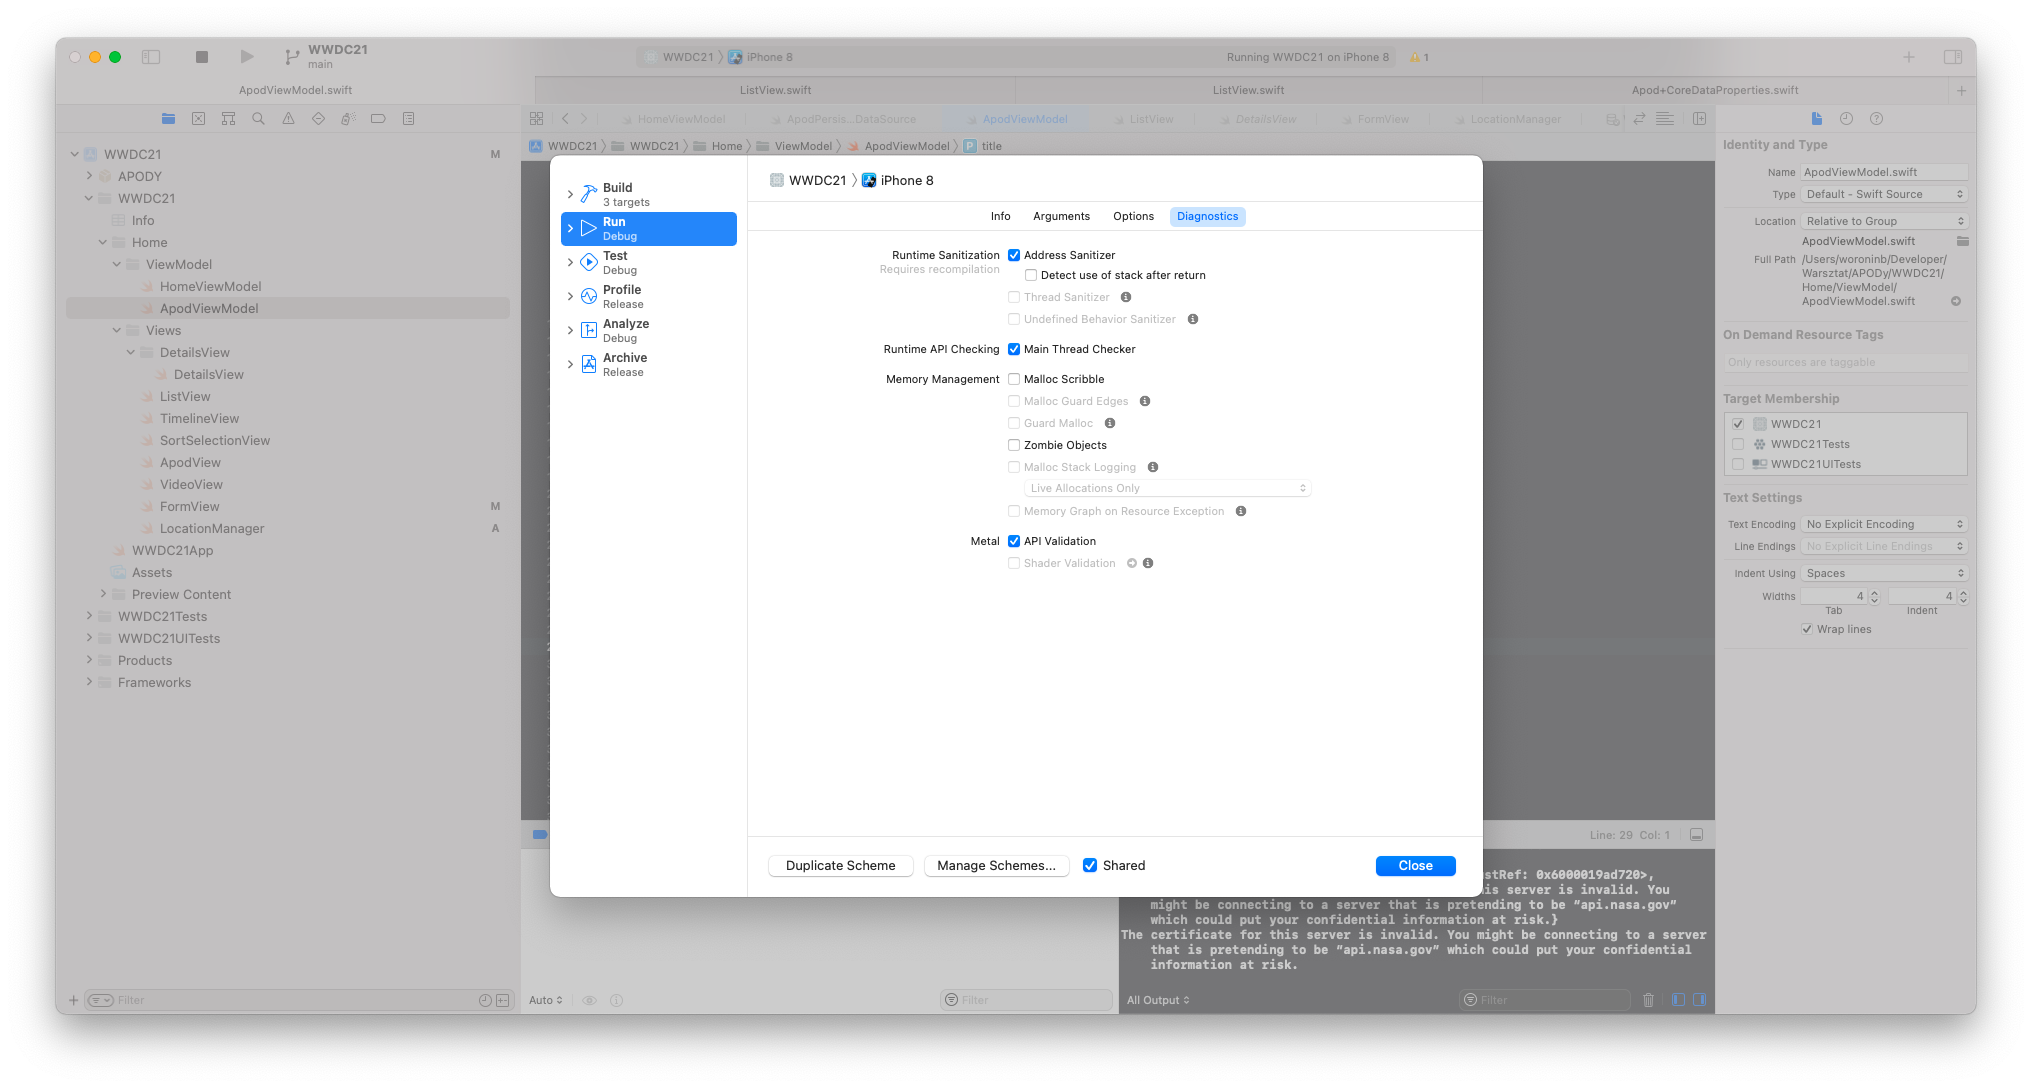 WWDC21
main
WWDC21
iPhone 8
Running WWDC21 on iPhone 8
1
ApodViewModel.swift
ListView.swift
ListView.swift
Apod+CoreDataProperties.swift
HomeViewModel
ApodPersis...DataSource
ApodViewModel
ListView
DetailsView
FormView
LocationManager
WWDC21
WWDC21
Home
ViewModel
ApodViewModel
P
title
WWDC21
M
APODY
WWDC21
Info
Home
ViewModel
HomeViewModel
ApodViewModel
Views
DetailsView
DetailsView
ListView
TimelineView
SortSelectionView
ApodView
VideoView
FormView
M
LocationManager
A
WWDC21App
Assets
Preview Content
WWDC21Tests
WWDC21UITests
Products
Frameworks
Filter
Build
3 targets
Run
Debug
Test
Debug
Profile
Release
Analyze
Debug
Archive
Release
WWDC21
iPhone 8
Info
Arguments
Options
Diagnostics
Runtime Sanitization
Requires recompilation
Address Sanitizer
Detect use of stack after return
Thread Sanitizer
Undefined Behavior Sanitizer
Runtime API Checking
Main Thread Checker
Memory Management
Malloc Scribble
Malloc Guard Edges
Guard Malloc
Zombie Objects
Malloc Stack Logging
Live Allocations Only
Memory Graph on Resource Exception
Metal
API Validation
Shader Validation
Duplicate Scheme
Manage Schemes...
Shared
Close
Line: 29 Col: 1
stRef: 0x6000019ad720>,
is server is invalid. You
might be connecting to a server that is pretending to be “api.nasa.gov”
which could put your confidential information at risk.}
The certificate for this server is invalid. You might be connecting to a server
that is pretending to be “api.nasa.gov” which could put your confidential
information at risk.
Auto
Filter
All Output
Filter
Identity and Type
Name
ApodViewModel.swift
Type
Default - Swift Source
Location
Relative to Group
ApodViewModel.swift
Full Path
/Users/woroninb/Developer/
Warsztat/APODy/WWDC21/
Home/ViewModel/
ApodViewModel.swift
On Demand Resource Tags
Only resources are taggable
Target Membership
WWDC21
WWDC21Tests
WWDC21UITests
Text Settings
Text Encoding
No Explicit Encoding
Line Endings
No Explicit Line Endings
Indent Using
Spaces
Widths
4
4
Tab
Indent
Wrap lines